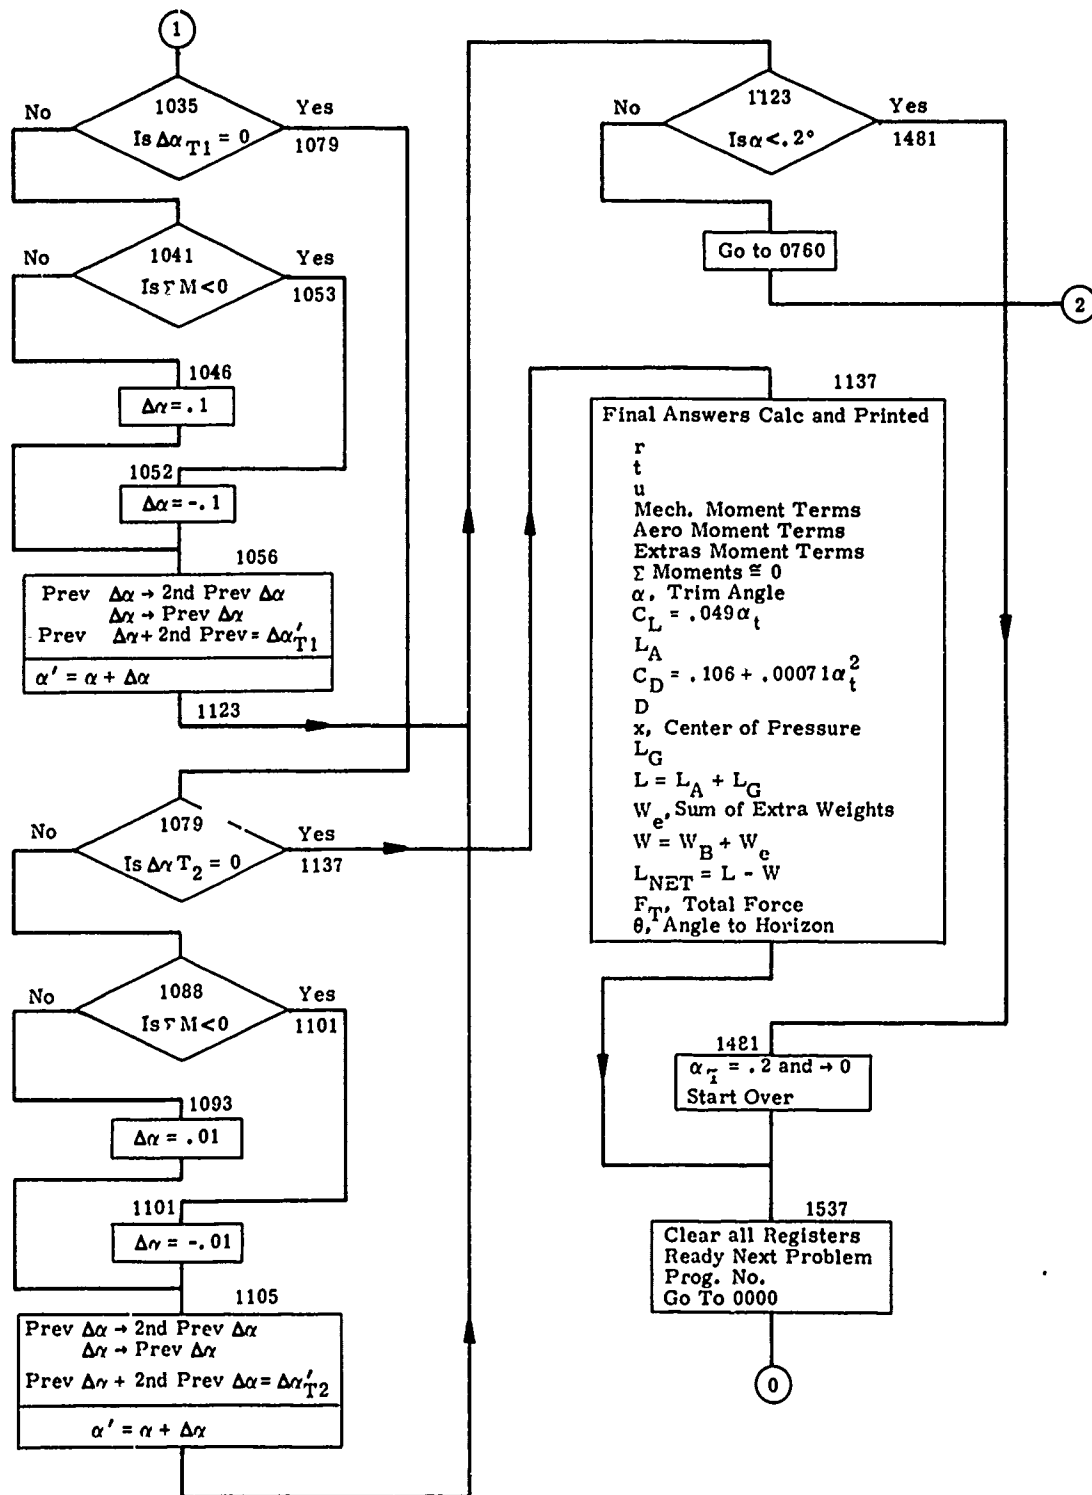 1
1035
Is Δα T1 = 0
No
Yes
1079
1041
Is Σ M < 0
No
Yes
1053
1046
Δα = .1
1052
Δα = -.1
1056
Prev Δα → 2nd Prev Δα
Δα → Prev Δα
Prev Δα + 2nd Prev = Δα'T1
α' = α + Δα
1123
1079
Is Δα T2 = 0
No
Yes
1137
1088
Is Σ M < 0
No
Yes
1101
1093
Δα = .01
1101
Δα = -.01
1105
Prev Δα → 2nd Prev Δα
Δα → Prev Δα
Prev Δα + 2nd Prev Δα = Δα'T2
α' = α + Δα
1123
Is α < .2°
No
Yes
1481
Go to 0760
2
1137
Final Answers Calc and Printed
r
t
u
Mech. Moment Terms
Aero Moment Terms
Extras Moment Terms
Σ Moments ≅ 0
α, Trim Angle
CL = .049αt
LA
CD = .106 + .00071αt²
D
x, Center of Pressure
LG
L = LA + LG
We, Sum of Extra Weights
W = WB + We
LNET = L - W
FT, Total Force
θ, Angle to Horizon
1481
= .2 and → 0
Start Over
1537
Clear all Registers
Ready Next Problem
Prog. No.
Go To 0000
0